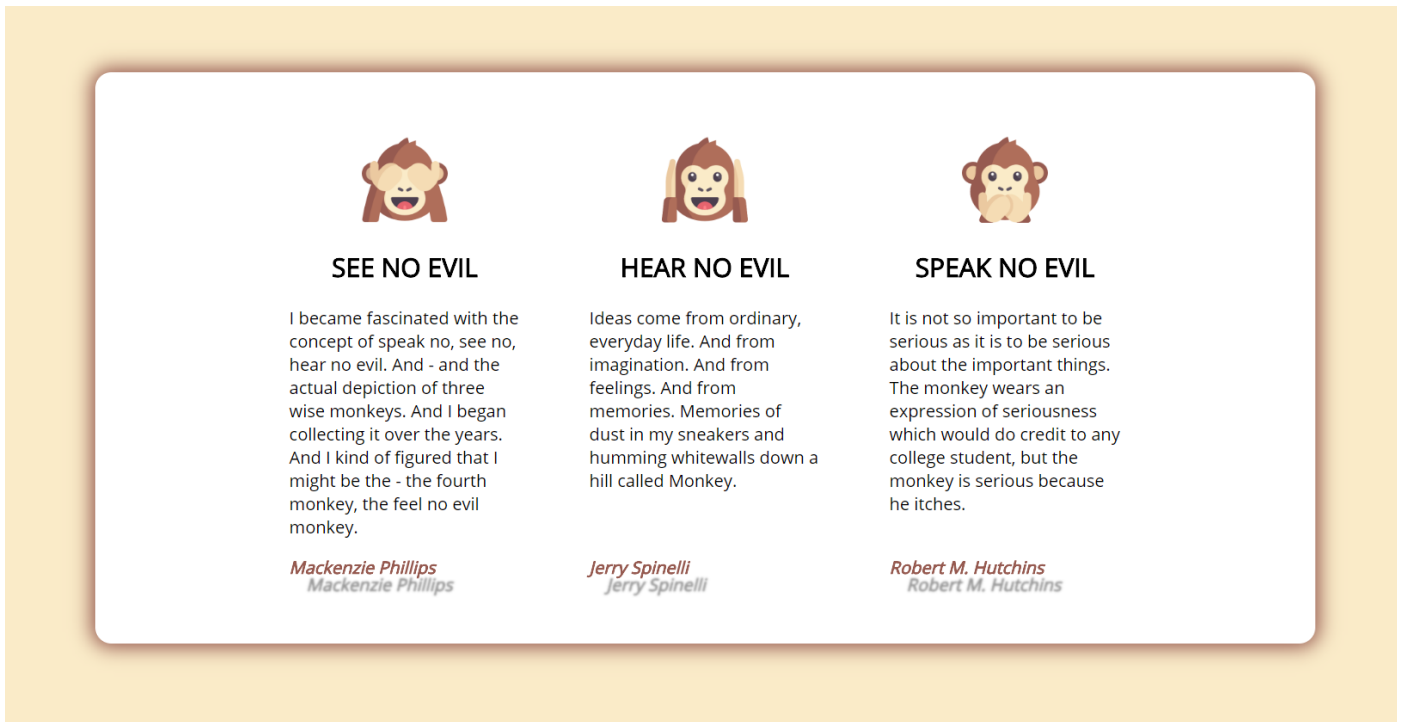 SEE NO EVIL
I became fascinated with the
concept of speak no, see no,
hear no evil. And - and the
actual depiction of three
wise monkeys. And I began
collecting it over the years.
And I kind of figured that I
might be the - the fourth
monkey, the feel no evil
monkey.
Mackenzie Phillips
Mackenzie Phillips
HEAR NO EVIL
Ideas come from ordinary,
everyday life. And from
imagination. And from
feelings. And from
memories. Memories of
dust in my sneakers and
humming whitewalls down a
hill called Monkey.
Jerry Spinelli
Jerry Spinelli
SPEAK NO EVIL
It is not so important to be
serious as it is to be serious
about the important things.
The monkey wears an
expression of seriousness
which would do credit to any
college student, but the
monkey is serious because
he itches.
Robert M. Hutchins
Robert M. Hutchins